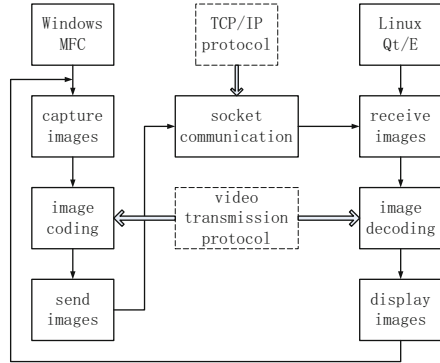 Windows
MFC
TCP/IP
protocol
Linux
Qt/E
capture
images
socket
communication
receive
images
image
coding
video
transmission
protocol
image
decoding
send
images
display
images